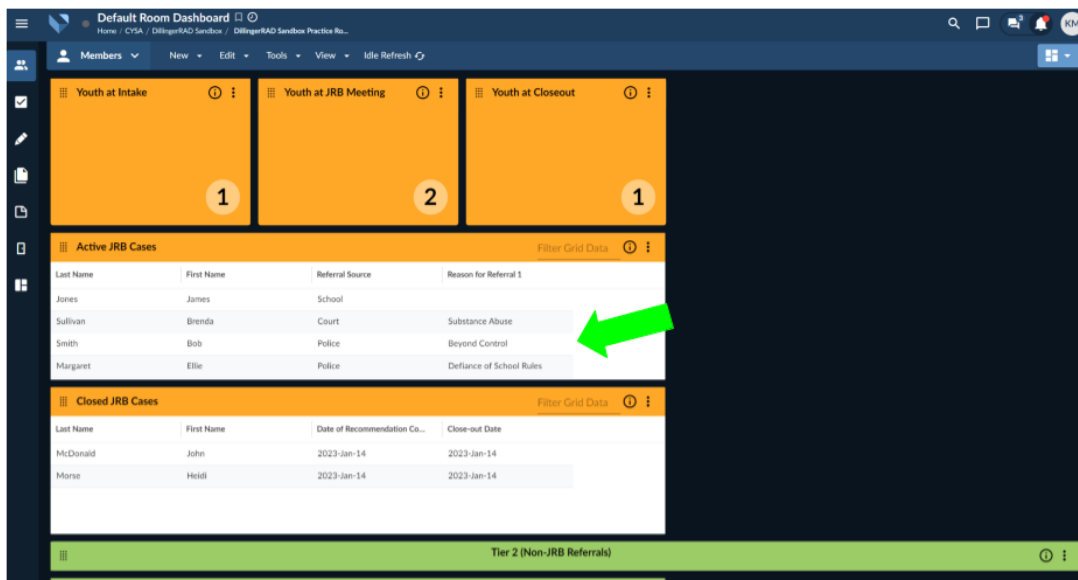 Default Room Dashboard
Home / CYSA / DillingerRAD Sandbox / DillingerRAD Sandbox Practice Ro...
3
KM
Members New Edit Tools View Idle Refresh
Youth at Intake
1
Youth at JRB Meeting
2
Youth at Closeout
1
Active JRB Cases Filter Grid Data
Last Name First Name Referral Source Reason for Referral 1
Jones James School
Sullivan Brenda Court Substance Abuse
Smith Bob Police Beyond Control
Margaret Ellie Police Defiance of School Rules
Closed JRB Cases Filter Grid Data
Last Name First Name Date of Recommendation Co... Close-out Date
McDonald John 2023-Jan-14 2023-Jan-14
Morse Heidi 2023-Jan-14 2023-Jan-14
Tier 2 (Non-JRB Referrals)